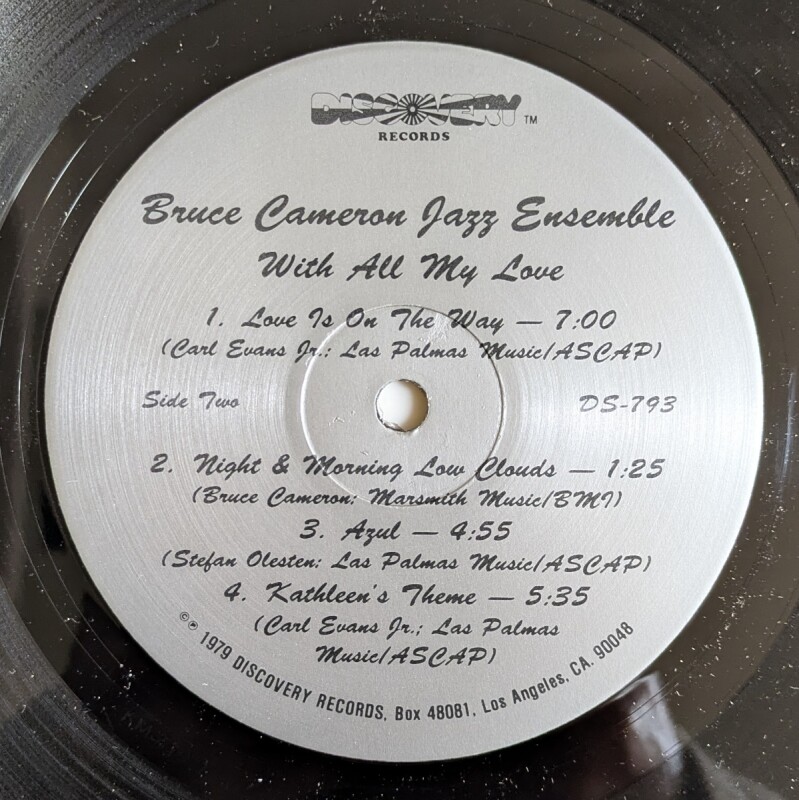 DISCOVERY TM
RECORDS
Bruce Cameron Jazz Ensemble
With All My Love
1. Love Is On The Way — 7:00
(Carl Evans Jr.; Las Palmas Music/ASCAP)
Side Two DS-793
2. Night & Morning Low Clouds — 1:25
(Bruce Cameron; Marsmith Music/BMI)
3. Azul — 4:55
(Stefan Olesten; Las Palmas Music/ASCAP)
4. Kathleen's Theme — 5:35
(Carl Evans Jr.; Las Palmas
Music/ASCAP)
© ℗ 1979 DISCOVERY RECORDS, Box 48081, Los Angeles, CA. 90048